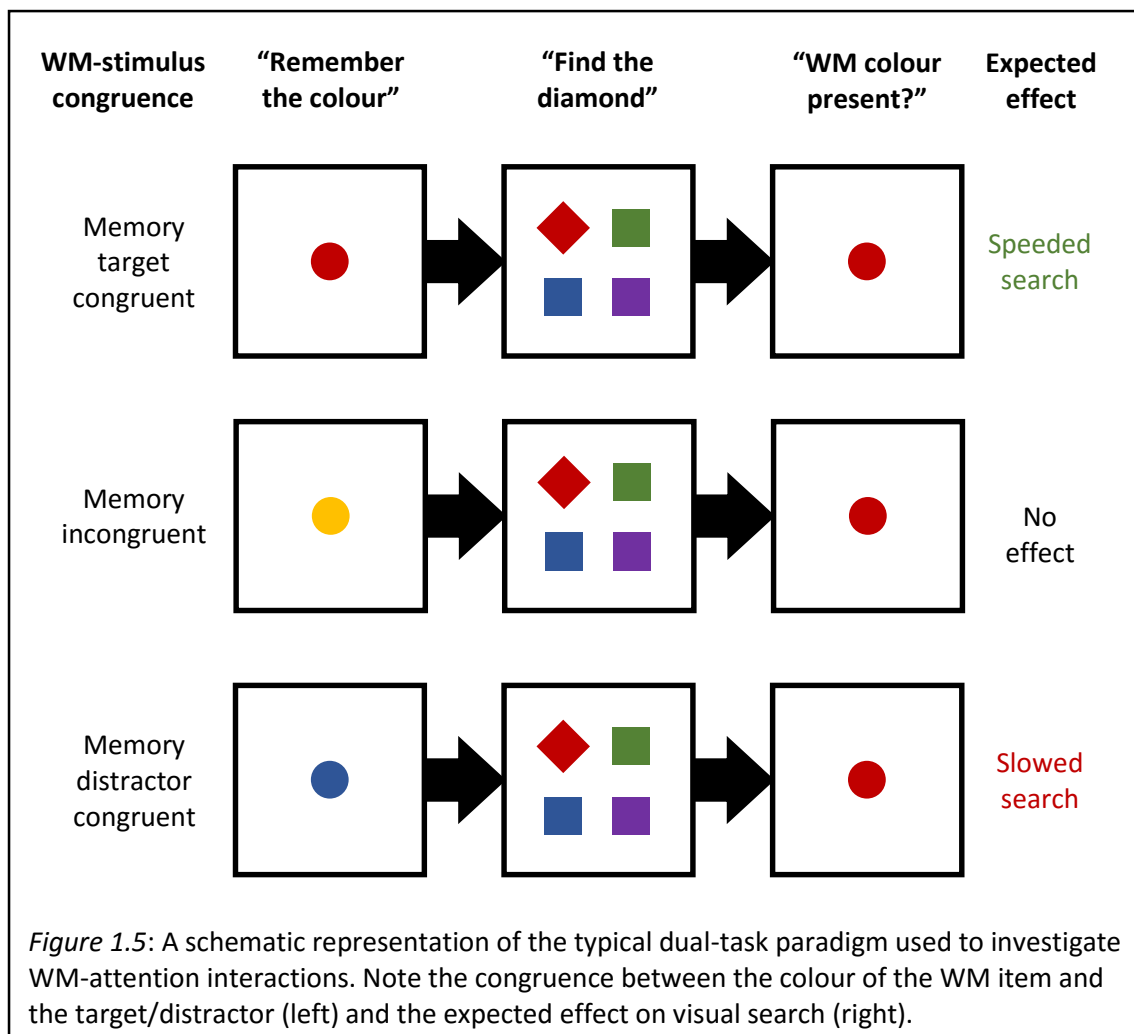 WM-stimulus
congruence
“Remember
the colour”
“Find the
diamond”
“WM colour
present?”
Expected
effect
Memory
target
congruent
Speeded
search
Memory
incongruent
No
effect
Memory
distractor
congruent
Slowed
search
Figure 1.5: A schematic representation of the typical dual-task paradigm used to investigate
WM-attention interactions. Note the congruence between the colour of the WM item and
the target/distractor (left) and the expected effect on visual search (right).